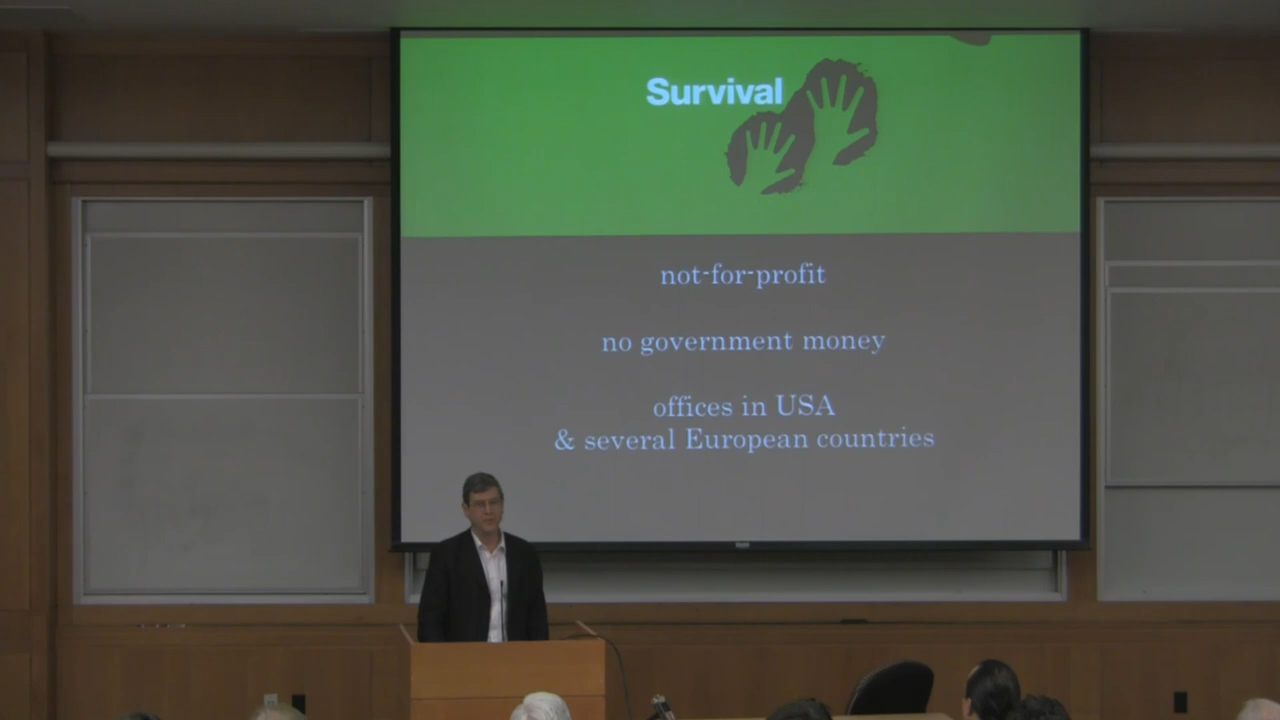 Survival
not-for-profit
no government money
offices in USA
& several European countries